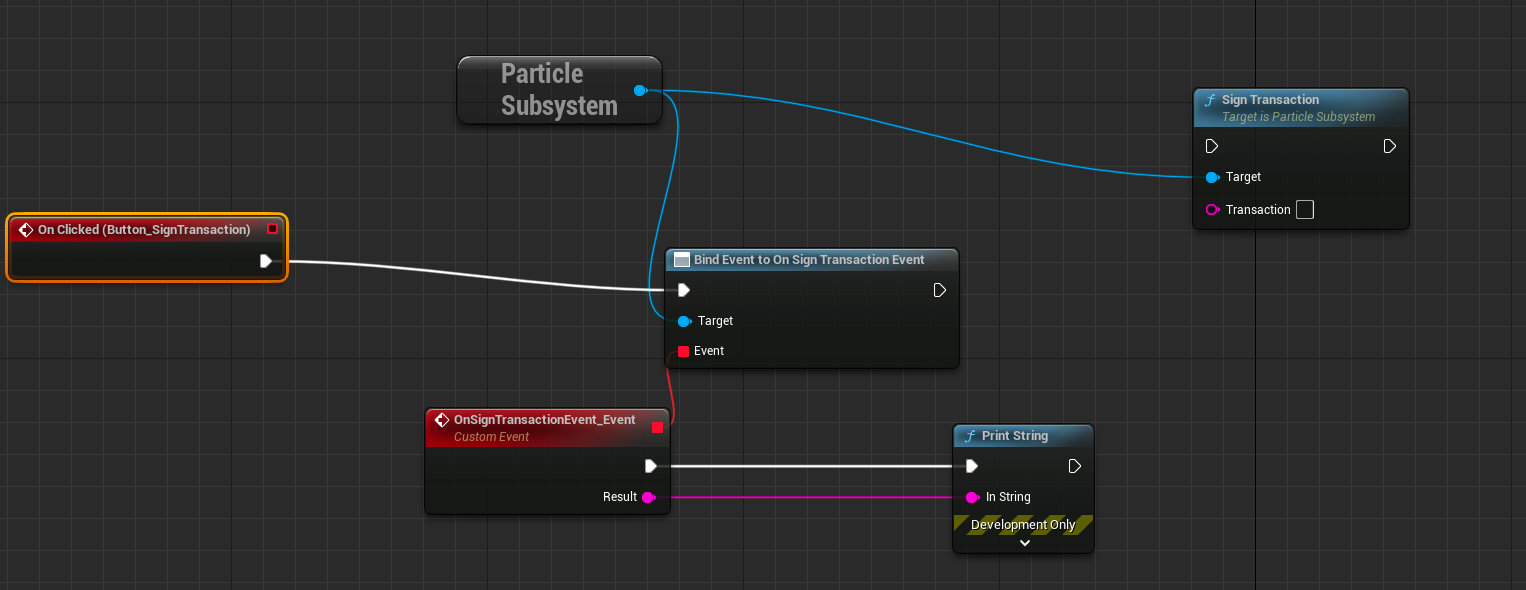 Particle
Subsystem
Sign Transaction
Target is Particle Subsystem
Target
Transaction
On Clicked (Button_SignTransaction)
Bind Event to On Sign Transaction Event
Target
Event
OnSignTransactionEvent_Event
Custom Event
Result
Print String
In String
Development Only